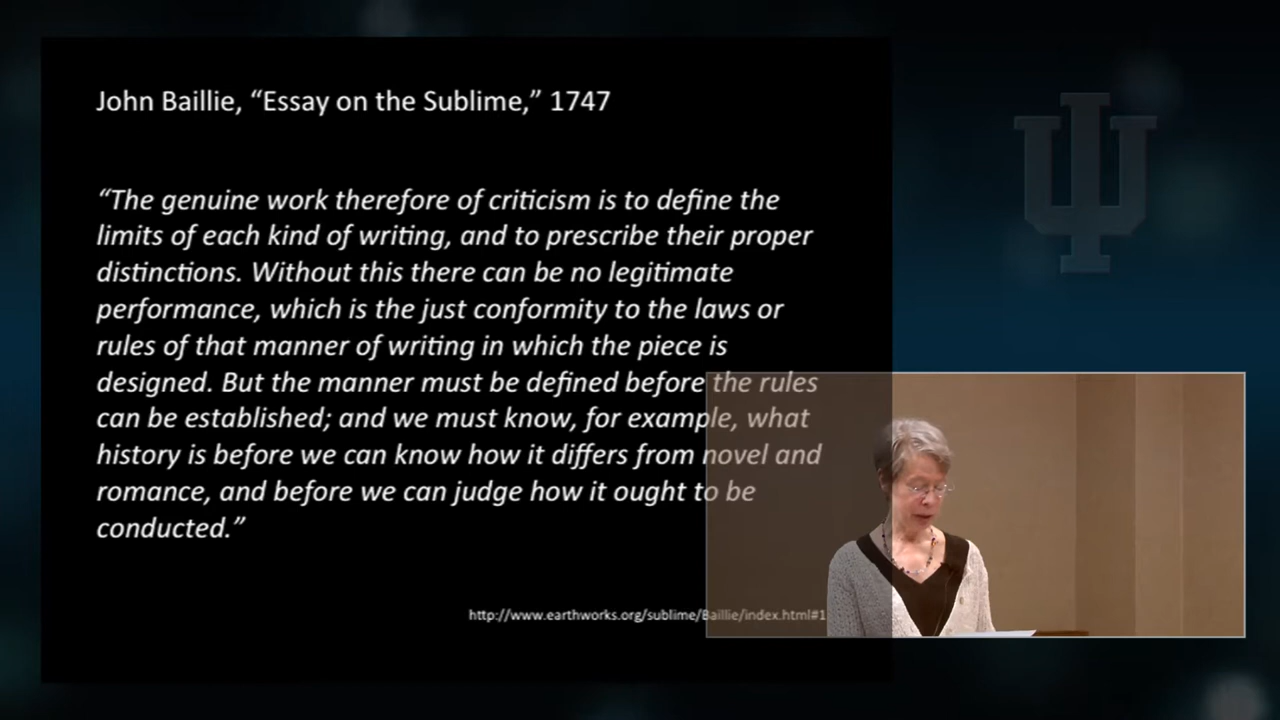 John Baillie, “Essay on the Sublime,” 1747
“The genuine work therefore of criticism is to define the
limits of each kind of writing, and to prescribe their proper
distinctions. Without this there can be no legitimate
performance, which is the just conformity to the laws or
rules of that manner of writing in which the piece is
designed. But the manner must be defined before the rules
can be established; and we must know, for example, what
history is before we can know how it differs from novel and
romance, and before we can judge how it ought to be
conducted.”
http://www.earthworks.org/sublime/Baillie/index.html#1